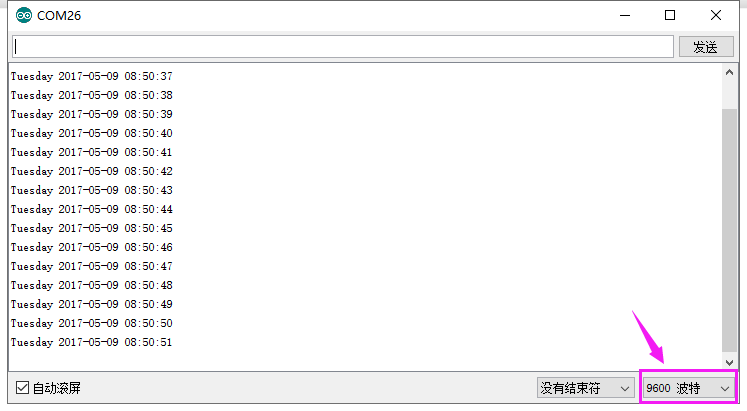 COM26
发送
Tuesday 2017-05-09 08:50:37
Tuesday 2017-05-09 08:50:38
Tuesday 2017-05-09 08:50:39
Tuesday 2017-05-09 08:50:40
Tuesday 2017-05-09 08:50:41
Tuesday 2017-05-09 08:50:42
Tuesday 2017-05-09 08:50:43
Tuesday 2017-05-09 08:50:44
Tuesday 2017-05-09 08:50:45
Tuesday 2017-05-09 08:50:46
Tuesday 2017-05-09 08:50:47
Tuesday 2017-05-09 08:50:48
Tuesday 2017-05-09 08:50:49
Tuesday 2017-05-09 08:50:50
Tuesday 2017-05-09 08:50:51
自动滚屏 没有结束符 9600 波特